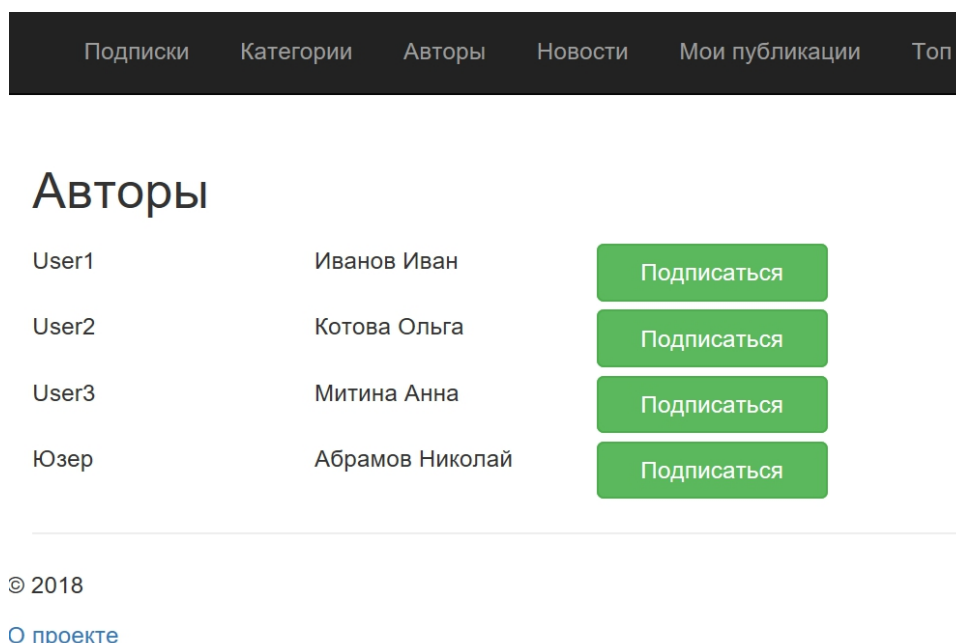 Подписки Категории Авторы Новости Мои публикации Топ
Авторы
User1 Иванов Иван Подписаться
User2 Котова Ольга Подписаться
User3 Митина Анна Подписаться
Юзер Абрамов Николай Подписаться
© 2018
О проекте